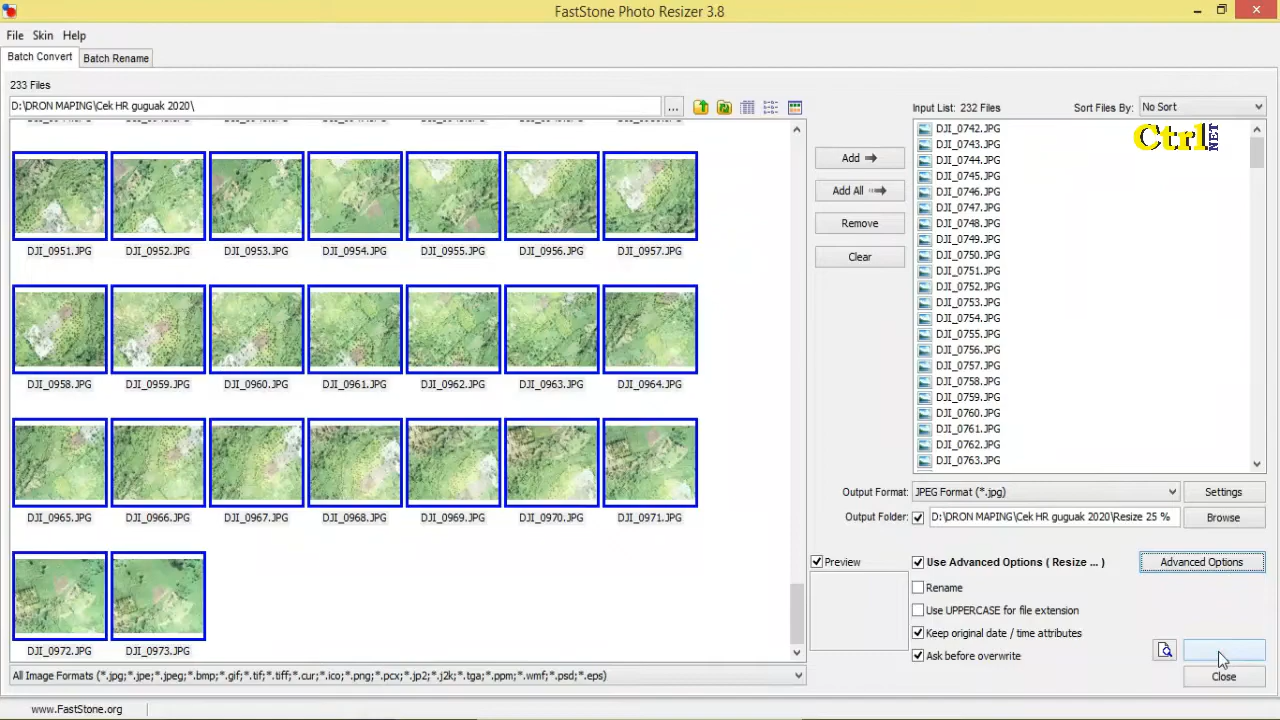 FastStone Photo Resizer 3.8
File Skin Help
Batch Convert Batch Rename
233 Files
D:\DRON MAPING\Cek HR guguak 2020\
...
Input List: 232 Files
Sort Files By: No Sort
DJI_0951.JPG DJI_0952.JPG DJI_0953.JPG DJI_0954.JPG DJI_0955.JPG DJI_0956.JPG DJI_0957.JPG
DJI_0958.JPG DJI_0959.JPG DJI_0960.JPG DJI_0961.JPG DJI_0962.JPG DJI_0963.JPG DJI_0964.JPG
DJI_0965.JPG DJI_0966.JPG DJI_0967.JPG DJI_0968.JPG DJI_0969.JPG DJI_0970.JPG DJI_0971.JPG
DJI_0972.JPG DJI_0973.JPG
All Image Formats (*.jpg;*.jpe;*.jpeg;*.bmp;*.gif;*.tif;*.tiff;*.cur;*.ico;*.png;*.pcx;*.jp2;*.j2k;*.tga;*.ppm;*.wmf;*.psd;*.eps)
Add
Add All
Remove
Clear
DJI_0742.JPG
DJI_0743.JPG
DJI_0744.JPG
DJI_0745.JPG
DJI_0746.JPG
DJI_0747.JPG
DJI_0748.JPG
DJI_0749.JPG
DJI_0750.JPG
DJI_0751.JPG
DJI_0752.JPG
DJI_0753.JPG
DJI_0754.JPG
DJI_0755.JPG
DJI_0756.JPG
DJI_0757.JPG
DJI_0758.JPG
DJI_0759.JPG
DJI_0760.JPG
DJI_0761.JPG
DJI_0762.JPG
DJI_0763.JPG
Ctrl
Output Format: JPEG Format (*.jpg) Settings
Output Folder: D:\DRON MAPING\Cek HR guguak 2020\Resize 25 % Browse
Preview
Use Advanced Options ( Resize ... ) Advanced Options
Rename
Use UPPERCASE for file extension
Keep original date / time attributes
Ask before overwrite
Close
www.FastStone.org